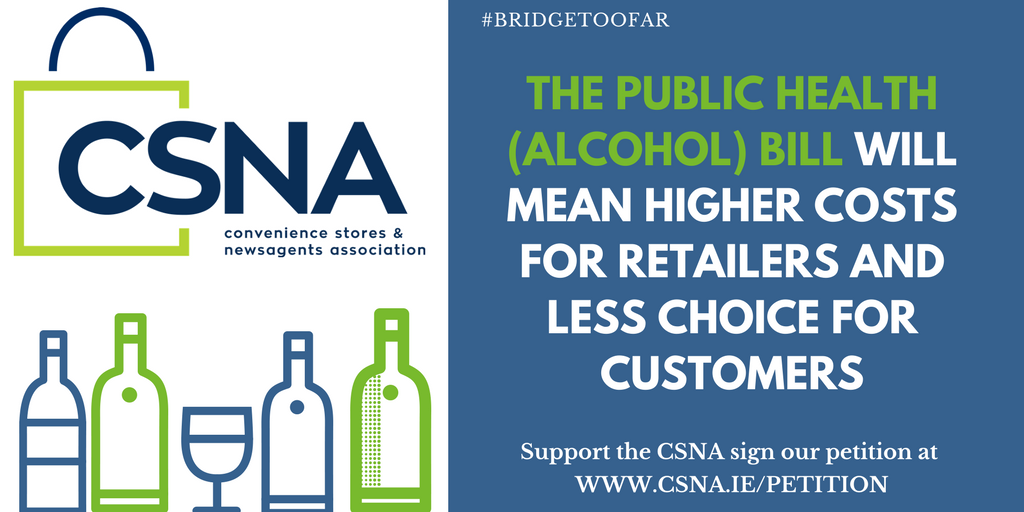 CSNA
convenience stores &
newsagents association
#BRIDGETOOFAR
THE PUBLIC HEALTH
(ALCOHOL) BILL WILL
MEAN HIGHER COSTS
FOR RETAILERS AND
LESS CHOICE FOR
CUSTOMERS
Support the CSNA sign our petition at
WWW.CSNA.IE/PETITION